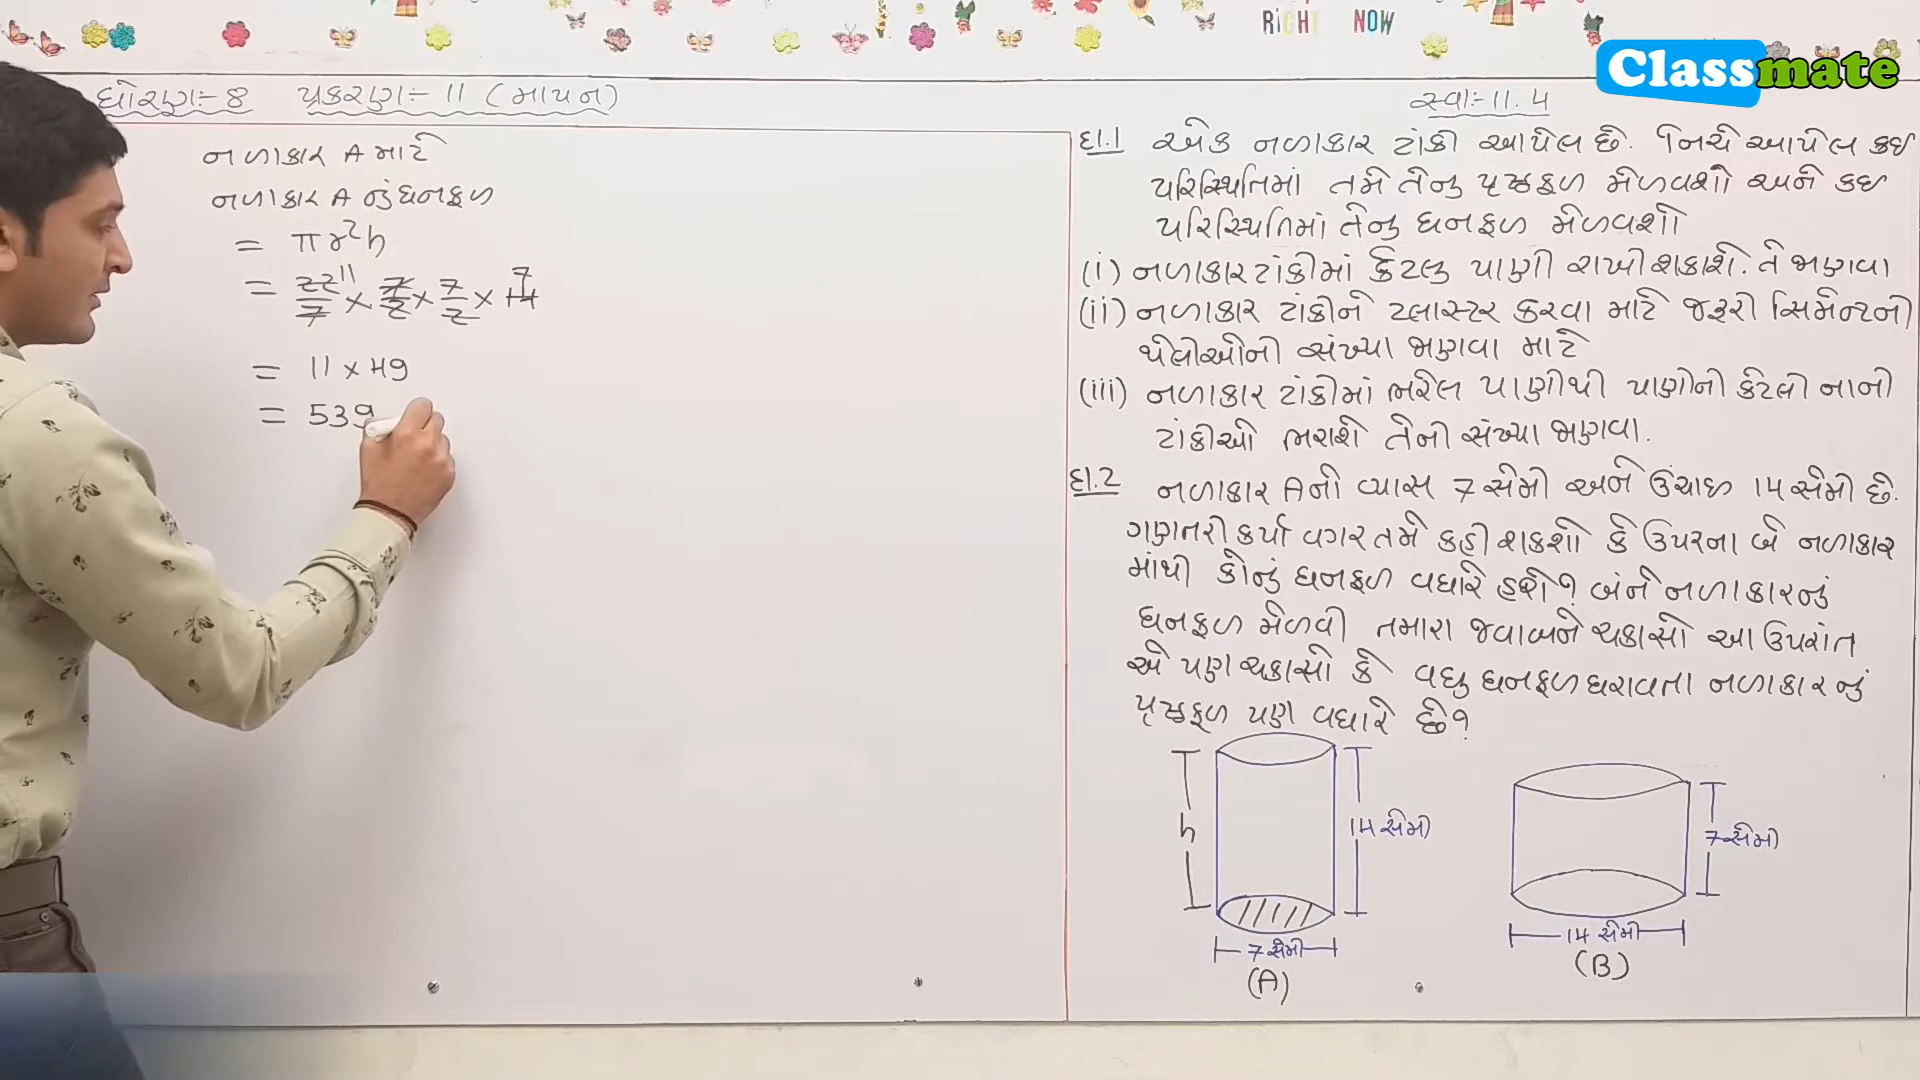 RiGHT NOW
Classmate
ધોરણ:- 8 પ્રકરણ:- 11 (માપન)
નળાકાર A માટે
નળાકાર A નું ઘનફળ
= πr²h
= 22/7 11 × 7/2 × 7/2 × 14 7
= 11 × 49
= 539
સ્વા:- 11.4
દા.1 એક નળાકાર ટાંકી આપેલ છે. નિચે આપેલ કઇ
પરિસ્થિતિમાં તમે તેનુ પૃષ્ઠફળ મેળવશો અને કઇ
પરિસ્થિતિમાં તેનુ ઘનફળ મેળવશો
(i) નળાકાર ટાંકીમાં કેટલુ પાણી રાખી શકાશે. તે જાણવા
(ii) નળાકાર ટાંકીને પ્લાસ્ટર કરવા માટે જરૂરી સિમેન્ટની
થેલીઓની સંખ્યા જાણવા માટે
(iii) નળાકાર ટાંકીમાં ભરેલ પાણીથી પાણીની કેટલી નાની
ટાંકીઓ ભરાશે તેની સંખ્યા જાણવા.
દા.2 નળાકાર Aનો વ્યાસ 7 સેમી અને ઉંચાઇ 14 સેમી છે.
ગણતરી કર્યા વગર તમે કહી શકશો કે ઉપરના બે નળાકાર
માંથી કોનું ઘનફળ વધારે હશે? બંને નળાકારનું
ઘનફળ મેળવી તમારા જવાબને ચકાસો આ ઉપરાંત
એ પણ ચકાસો કે વધુ ઘનફળ ધરાવતા નળાકારનું
પૃષ્ઠફળ પણ વધારે છે?
h
14 સેમી
7 સેમી
(A)
7 સેમી
14 સેમી
(B)